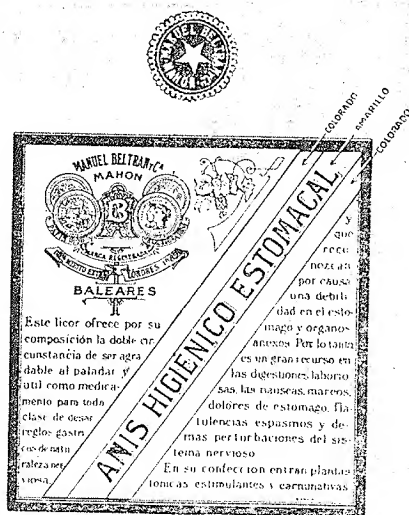 MANUEL BELTRAN
COLORADO
AMARILLO
COLORADO
MANUEL BELTRAN Y Cª
MAHON
MARCA REGISTRADA
LONDRES
BALEARES
ANIS HIGIENICO ESTOMACAL
Este licor ofrece por su
composición la doble cir
cunstancia de ser agra
dable al paladar y
util como medica-
mento para toda
clase de desar
reglos gastri
cos de natu
raleza ner
viosa,
y
que
reco
nozcan
por causa
una debili-
dad en el esto-
mago y organos
anexos Por lo tanto
es un gran recurso en
las digestiones laborio
sas, las nauseas, mareos,
dolores de estomago, fla
tulencias espasmos y de-
mas perturbaciones del sis-
tema nervioso
En su confeccion entran plantas
tonicas estimulantes y carminativas